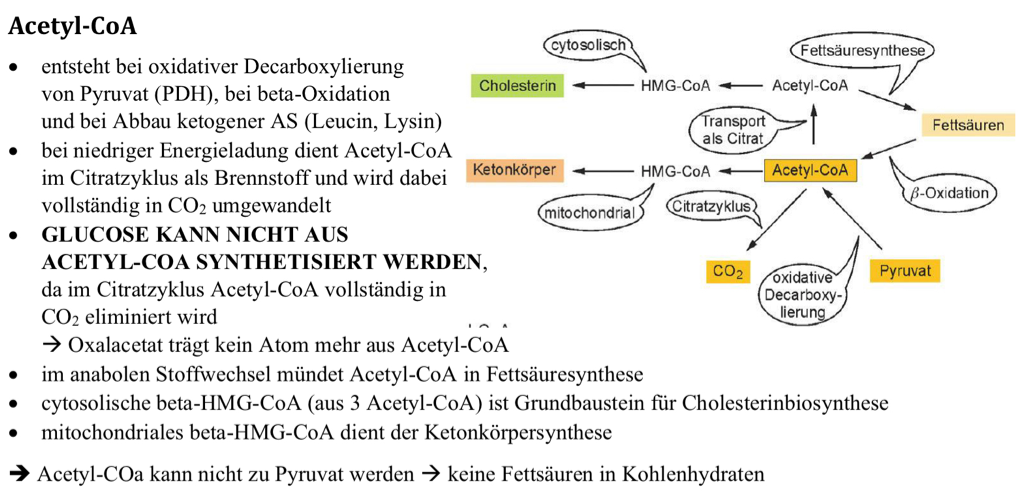 Acetyl-CoA
• entsteht bei oxidativer Decarboxylierung
von Pyruvat (PDH), bei beta-Oxidation
und bei Abbau ketogener AS (Leucin, Lysin)
• bei niedriger Energieladung dient Acetyl-CoA
im Citratzyklus als Brennstoff und wird dabei
vollständig in CO₂ umgewandelt
• GLUCOSE KANN NICHT AUS
ACETYL-COA SYNTHETISIERT WERDEN,
da im Citratzyklus Acetyl-CoA vollständig in
CO₂ eliminiert wird
→ Oxalacetat trägt kein Atom mehr aus Acetyl-CoA
• im anabolen Stoffwechsel mündet Acetyl-CoA in Fettsäuresynthese
• cytosolische beta-HMG-CoA (aus 3 Acetyl-CoA) ist Grundbaustein für Cholesterinbiosynthese
• mitochondriales beta-HMG-CoA dient der Ketonkörpersynthese
➔ Acetyl-COa kann nicht zu Pyruvat werden → keine Fettsäuren in Kohlenhydraten
cytosolisch
Fettsäuresynthese
Cholesterin
HMG-CoA
Acetyl-CoA
Transport
als Citrat
Fettsäuren
Ketonkörper
HMG-CoA
Acetyl-CoA
mitochondrial
Citratzyklus
β-Oxidation
CO₂
oxidative
Decarboxy-
lierung
Pyruvat